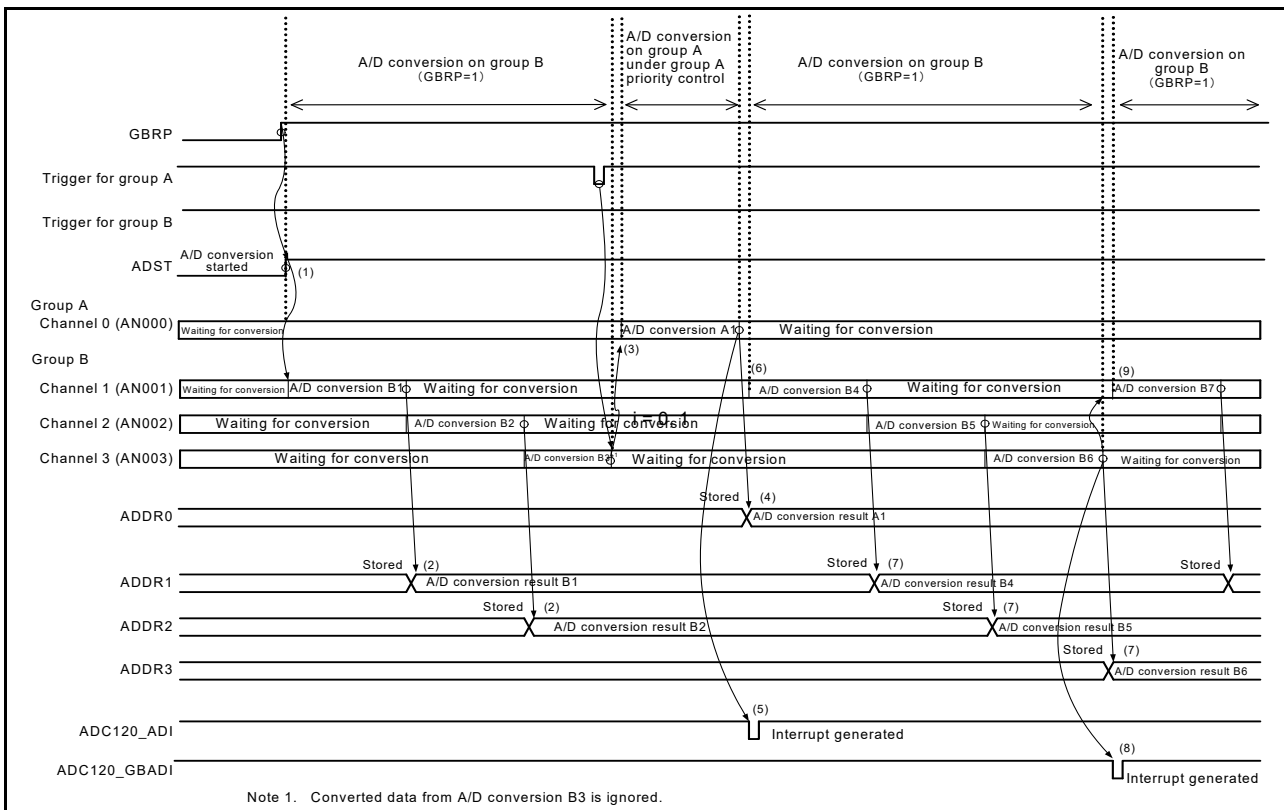 A/D conversion on group B
(GBRP=1)
A/D conversion
on group A
under group A
priority control
A/D conversion on group B
(GBRP=1)
A/D conversion on
group B
(GBRP=1)
GBRP
Trigger for group A
Trigger for group B
ADST
A/D conversion
started
(1)
Group A
Channel 0 (AN000)
Waiting for conversion
A/D conversion A1
Waiting for conversion
(3)
Group B
(6)
(9)
Channel 1 (AN001)
Waiting for conversion
A/D conversion B1
Waiting for conversion
A/D conversion B4
Waiting for conversion
A/D conversion B7
Channel 2 (AN002)
Waiting for conversion
A/D conversion B2
Waiting for conversion
A/D conversion B5
Waiting for conversion
Channel 3 (AN003)
Waiting for conversion
A/D conversion B3*1
Waiting for conversion
A/D conversion B6
Waiting for conversion
ADDR0
Stored
(4)
A/D conversion result A1
ADDR1
Stored
(2)
A/D conversion result B1
Stored
(7)
A/D conversion result B4
Stored
ADDR2
Stored
(2)
A/D conversion result B2
Stored
(7)
A/D conversion result B5
ADDR3
Stored
(7)
A/D conversion result B6
ADC120_ADI
(5)
Interrupt generated
ADC120_GBADI
(8)
Interrupt generated
Note 1. Converted data from A/D conversion B3 is ignored.